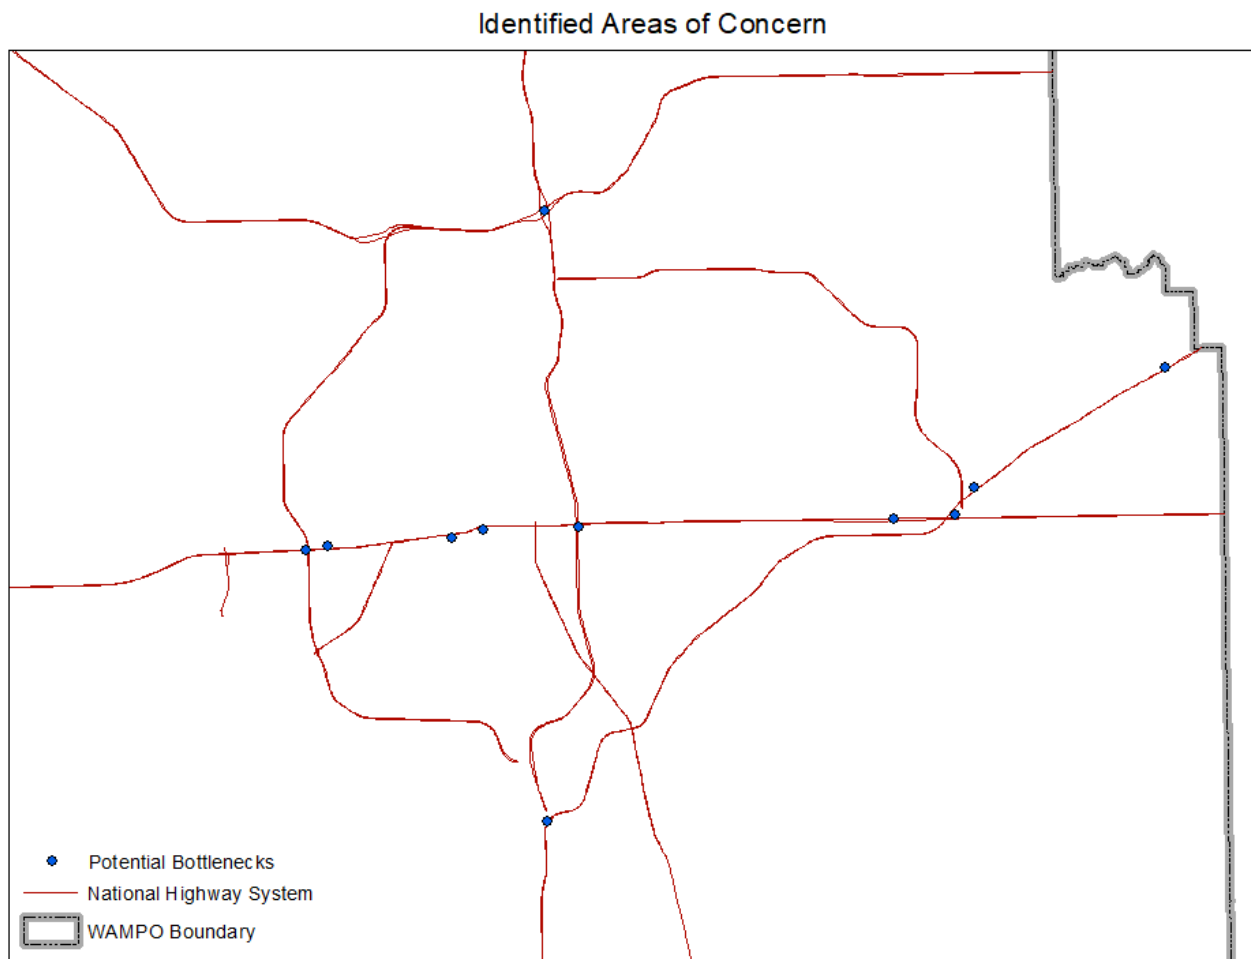 Identified Areas of Concern
Potential Bottlenecks
National Highway System
WAMPO Boundary